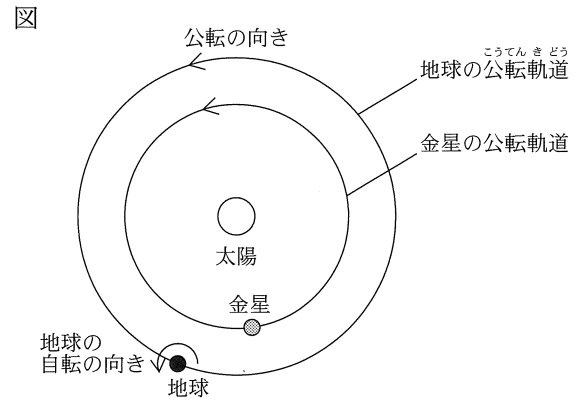 図
公転の向き
こうてん き どう
地球の公転軌道
金星の公転軌道
太陽
金星
地球の
自転の向き
地球